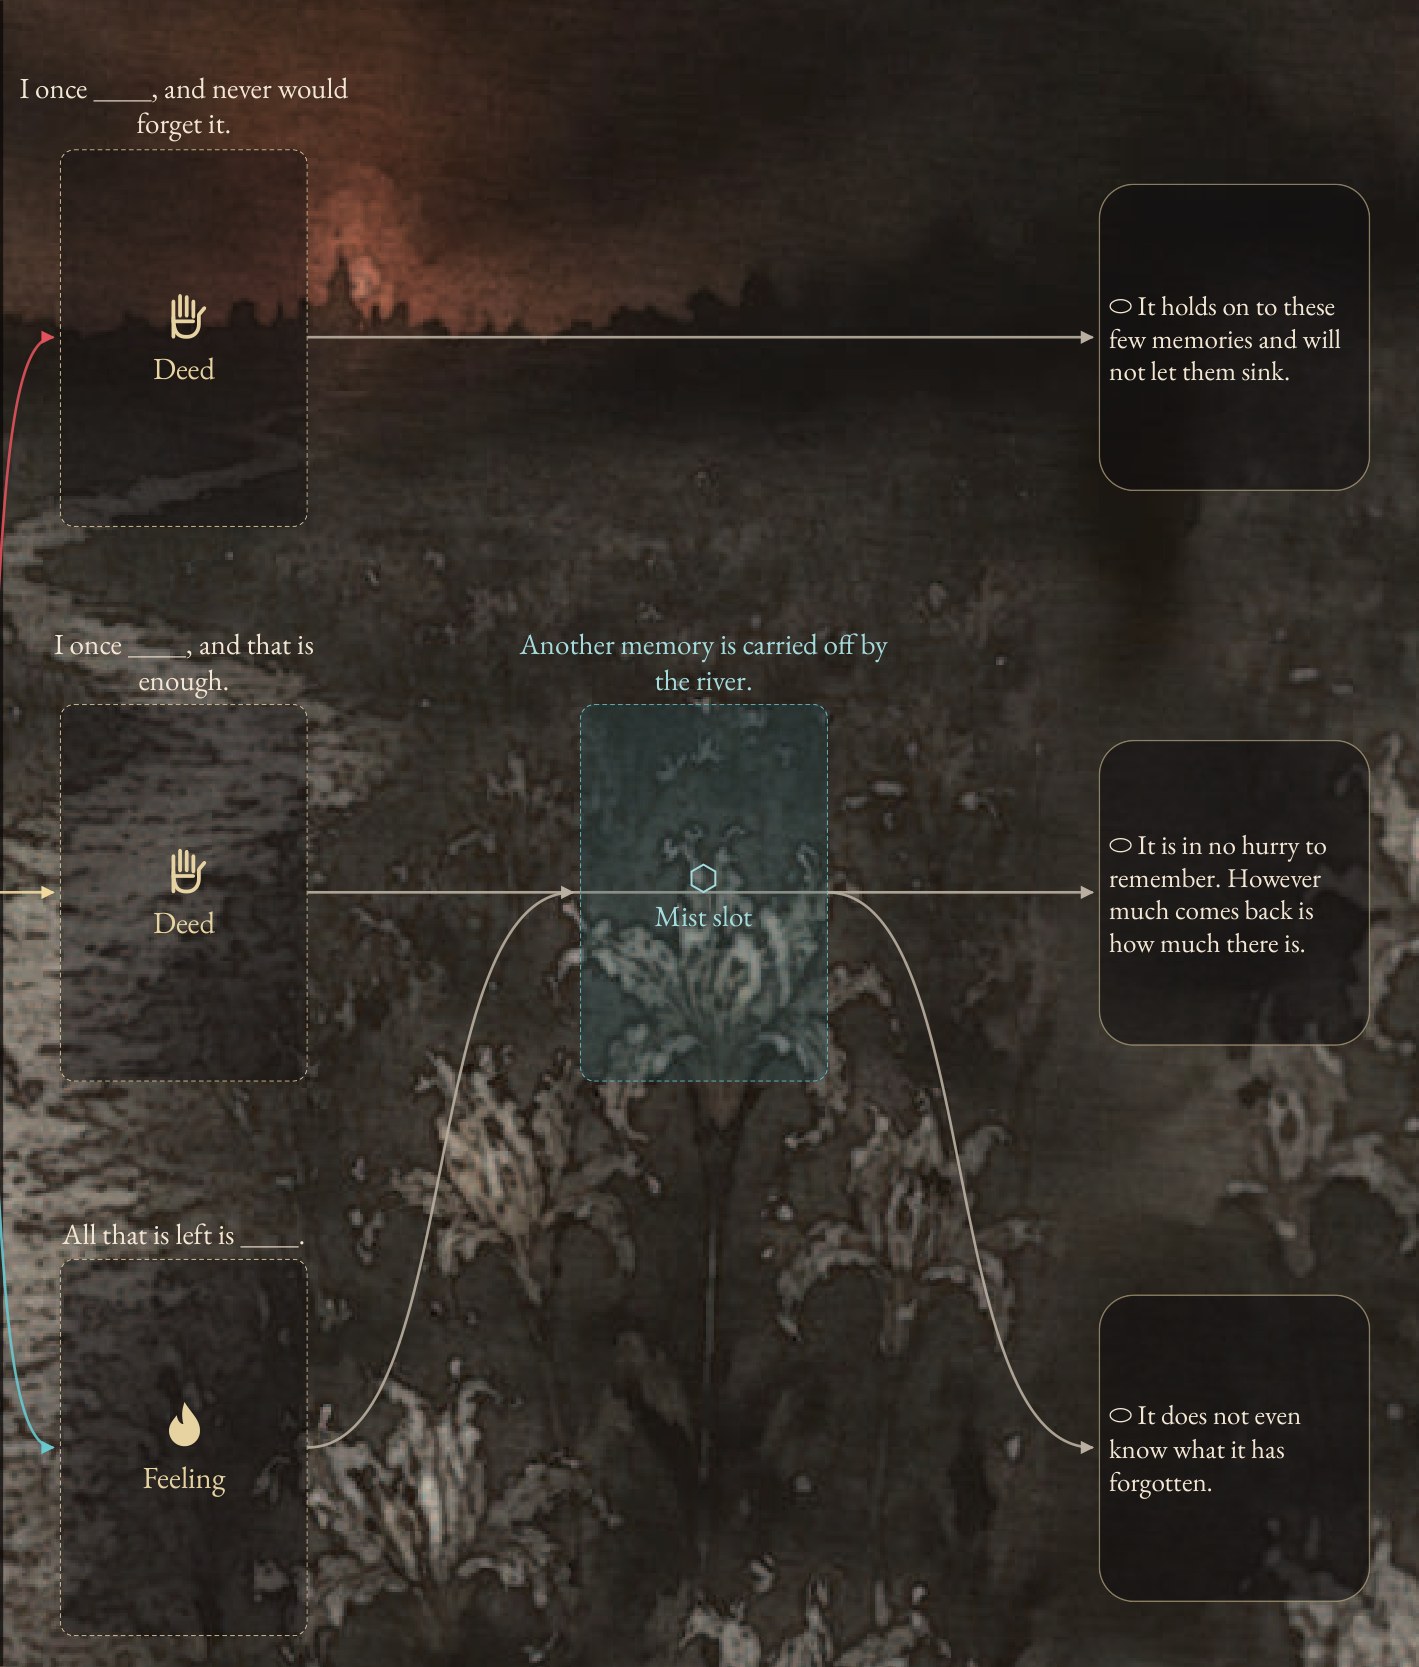 I once _____, and never would
forget it.
Deed
It holds on to these
few memories and will
not let them sink.
I once _____, and that is
enough.
Deed
Another memory is carried off by
the river.
Mist slot
It is in no hurry to
remember. However
much comes back is
how much there is.
All that is left is _____.
Feeling
It does not even
know what it has
forgotten.